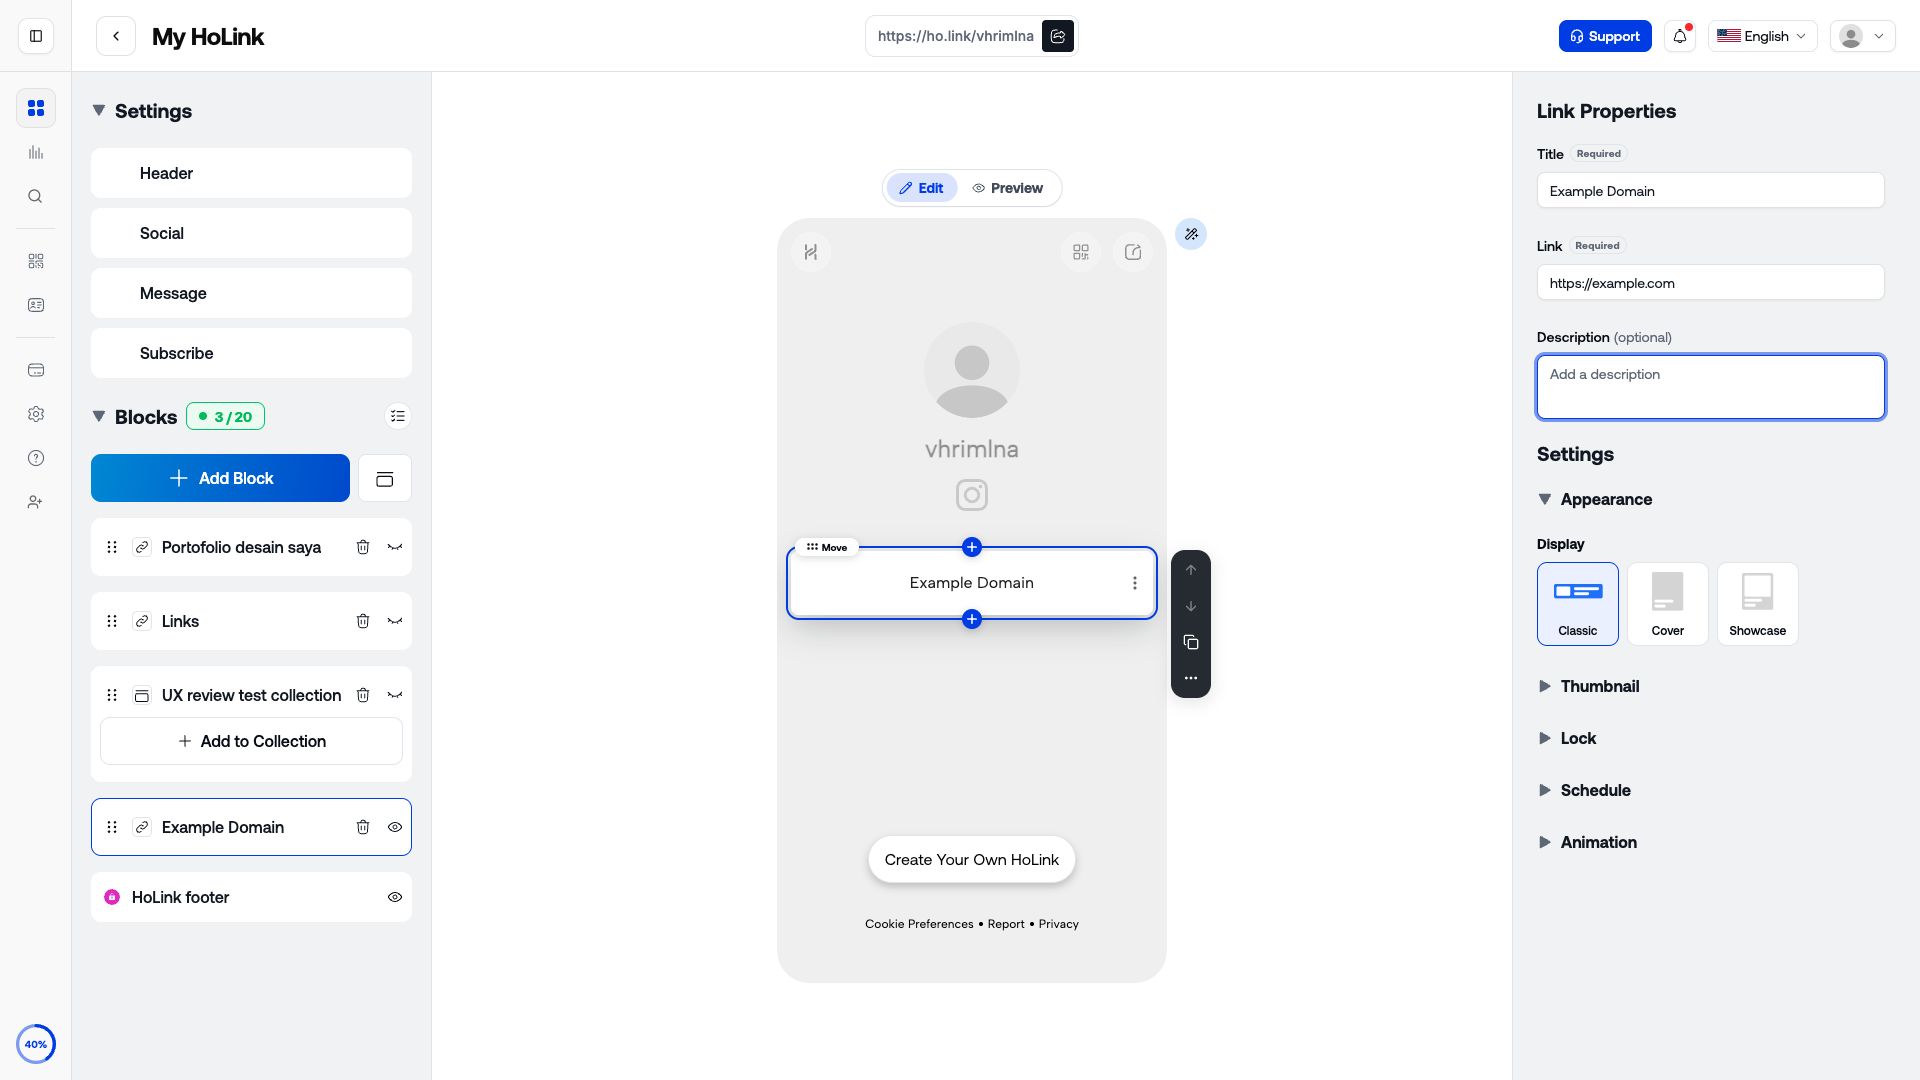 My HoLink
https://ho.link/vhrimlna
Support
English
Settings
Header
Social
Message
Subscribe
Blocks
3 / 20
Add Block
Portofolio desain saya
Links
UX review test collection
Add to Collection
Example Domain
HoLink footer
40%
Edit
Preview
vhrimlna
Move
Example Domain
Create Your Own HoLink
Cookie Preferences • Report • Privacy
Link Properties
Title Required
Example Domain
Link Required
https://example.com
Description (optional)
Add a description
Settings
Appearance
Display
Classic
Cover
Showcase
Thumbnail
Lock
Schedule
Animation